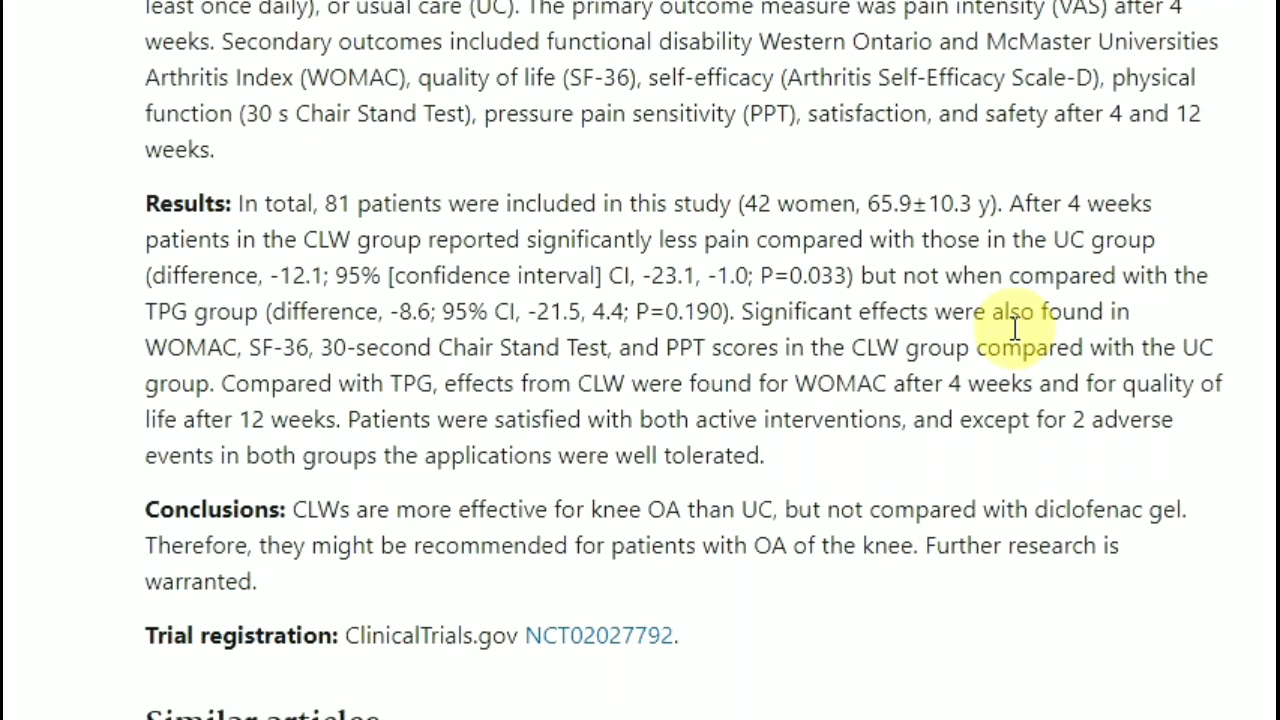 least once daily), or usual care (UC). The primary outcome measure was pain intensity (VAS) after 4
weeks. Secondary outcomes included functional disability Western Ontario and McMaster Universities
Arthritis Index (WOMAC), quality of life (SF-36), self-efficacy (Arthritis Self-Efficacy Scale-D), physical
function (30 s Chair Stand Test), pressure pain sensitivity (PPT), satisfaction, and safety after 4 and 12
weeks.
Results: In total, 81 patients were included in this study (42 women, 65.9±10.3 y). After 4 weeks
patients in the CLW group reported significantly less pain compared with those in the UC group
(difference, -12.1; 95% [confidence interval] CI, -23.1, -1.0; P=0.033) but not when compared with the
TPG group (difference, -8.6; 95% CI, -21.5, 4.4; P=0.190). Significant effects were also found in
WOMAC, SF-36, 30-second Chair Stand Test, and PPT scores in the CLW group compared with the UC
group. Compared with TPG, effects from CLW were found for WOMAC after 4 weeks and for quality of
life after 12 weeks. Patients were satisfied with both active interventions, and except for 2 adverse
events in both groups the applications were well tolerated.
Conclusions: CLWs are more effective for knee OA than UC, but not compared with diclofenac gel.
Therefore, they might be recommended for patients with OA of the knee. Further research is
warranted.
Trial registration: ClinicalTrials.gov NCT02027792.
Similar articles